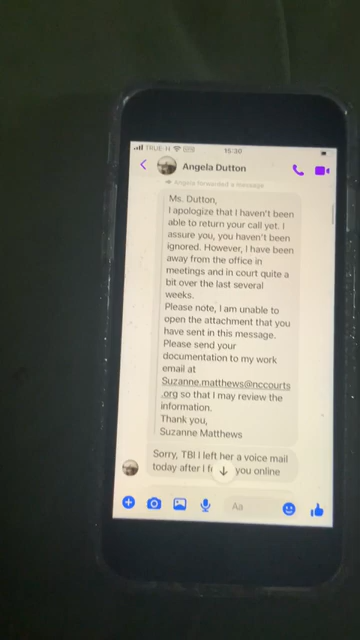 TRUE-H
15:30
Angela Dutton
Angela forwarded a message
Ms. Dutton,
I apologize that I haven't been
able to return your call yet. I
assure you, you haven't been
ignored. However, I have been
away from the office in
meetings and in court quite a
bit over the last several
weeks.
Please note, I am unable to
open the attachment that you
have sent in this message.
Please send your
documentation to my work
email at
Suzanne.matthews@nccourts
.org so that I may review the
information.
Thank you,
Suzanne Matthews
Sorry, TBI I left her a voice mail
today after I you online
Aa